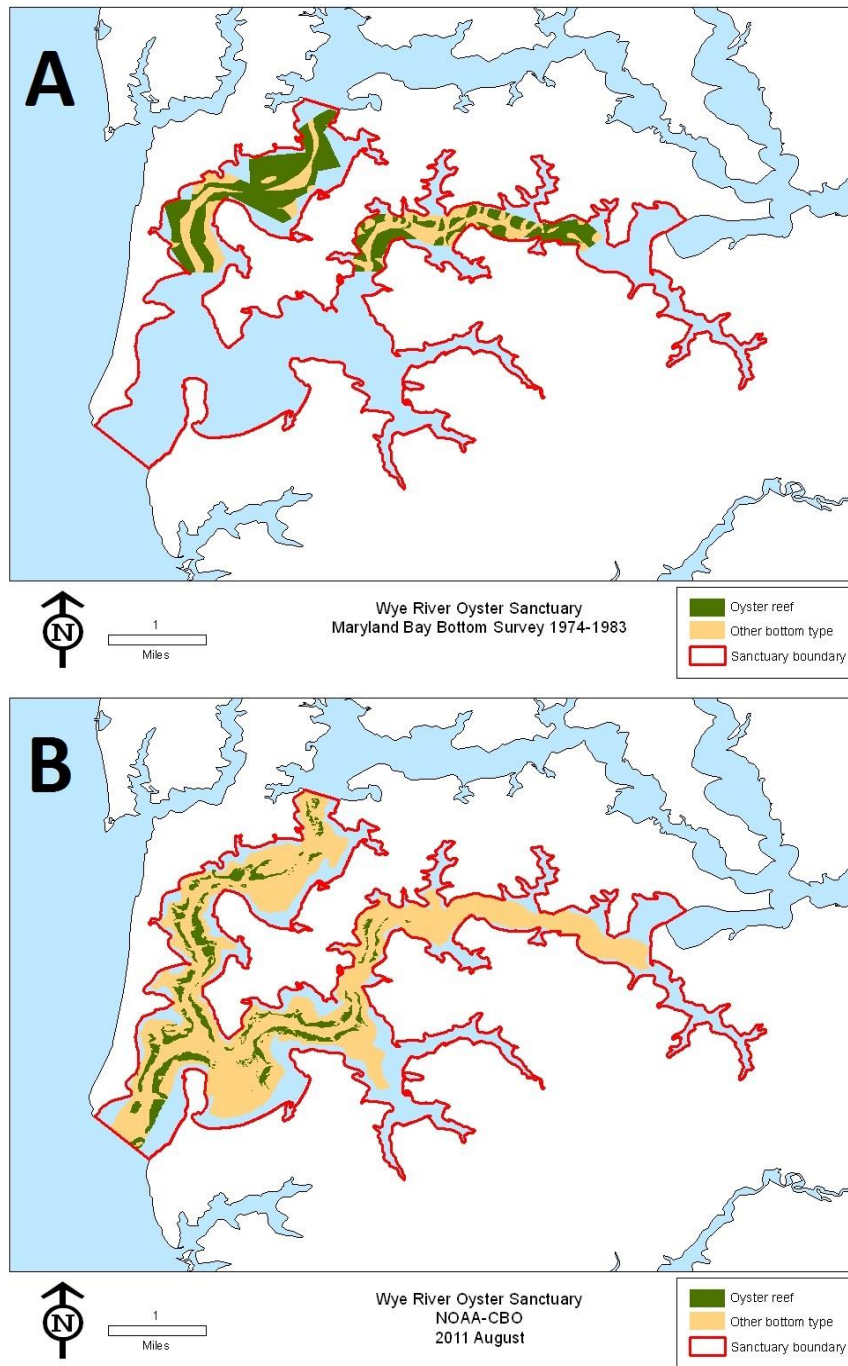 A
N
1
Miles
Wye River Oyster Sanctuary
Maryland Bay Bottom Survey 1974-1983
Oyster reef
Other bottom type
Sanctuary boundary
B
N
1
Miles
Wye River Oyster Sanctuary
NOAA-CBO
2011 August
Oyster reef
Other bottom type
Sanctuary boundary